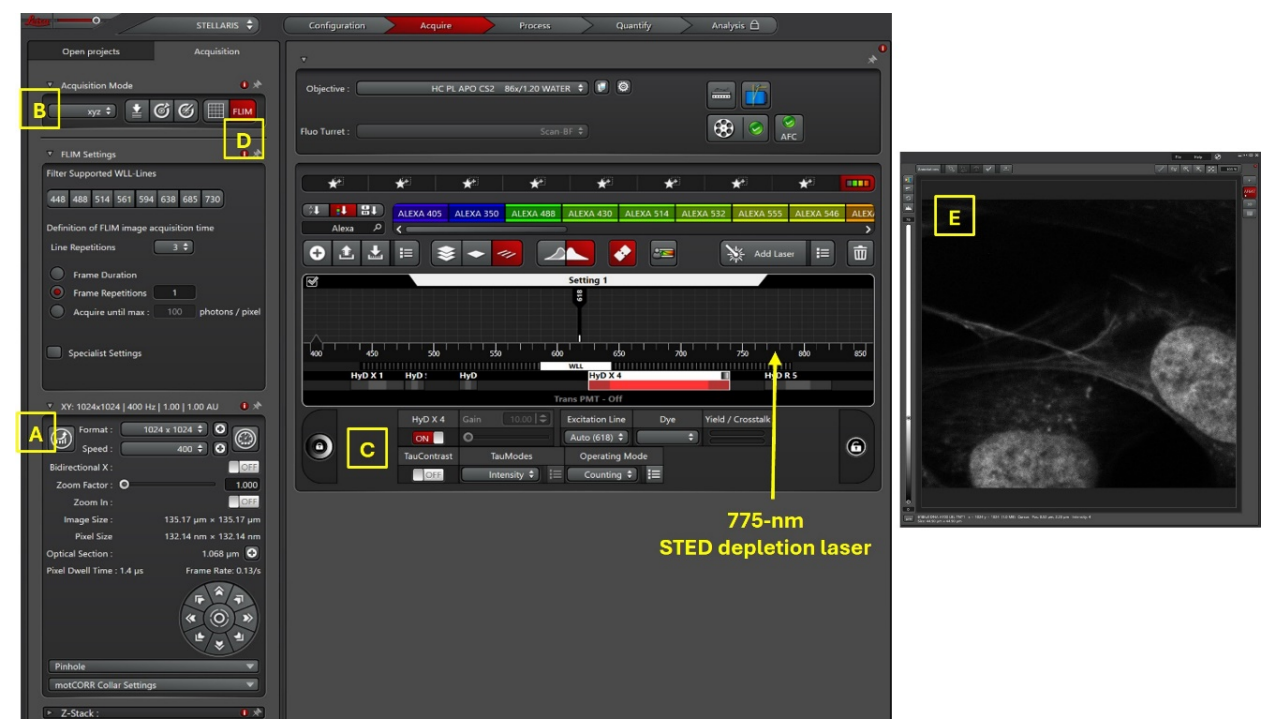 Leica STELLARIS
Configuration Acquire Process Quantify Analysis
Open projects Acquisition
Acquisition Mode
B xyz FLIM
D
FLIM Settings
Filter Supported WLL-Lines
448 488 514 561 594 638 685 730
Definition of FLIM image acquisition time
Line Repetitions 3
Frame Duration
Frame Repetitions 1
Acquire until max : 100 photons / pixel
Specialist Settings
XY: 1024x1024 | 400 Hz | 1.00 | 1.00 AU
A
Format : 1024 x 1024
Speed : 400
Bidirectional X : OFF
Zoom Factor : 1.000
Zoom In : OFF
Image Size : 135.17 µm × 135.17 µm
Pixel Size 132.14 nm × 132.14 nm
Optical Section : 1.068 µm
Pixel Dwell Time : 1.4 µs Frame Rate: 0.13/s
Pinhole
motCORR Collar Settings
Z-Stack :
Objective : HC PL APO CS2 86x/1.20 WATER
Fluo Turret : Scan-BF
AFC
ALEXA 405 ALEXA 350 ALEXA 488 ALEXA 430 ALEXA 514 ALEXA 532 ALEXA 555 ALEXA 546 ALEX
Alexa
Add Laser
Setting 1
618
400 450 500 550 600 650 700 750 800 850
WLL
HyD X 1 HyD HyD HyD X 4 HyD R 5
Trans PMT - Off
C
HyD X 4 Gain 10.00 Excitation Line Dye Yield / Crosstalk
ON Auto (618)
TauContrast TauModes Operating Mode
OFF Intensity Counting
775-nm
STED depletion laser
E